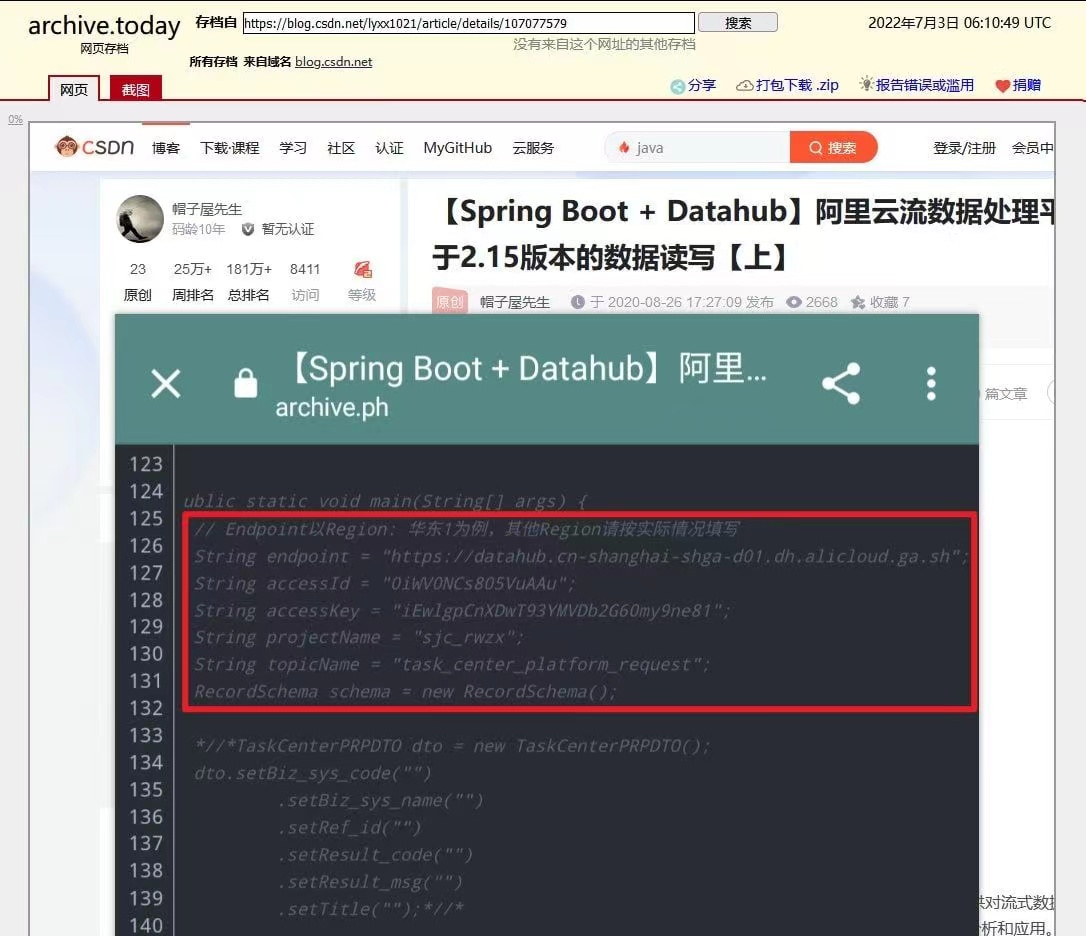 archive.today
网页存档
存档自 https://blog.csdn.net/lyxx1021/article/details/107077579 搜索
2022年7月3日 06:10:49 UTC
没有来自这个网址的其他存档
所有存档 来自域名 blog.csdn.net
网页 截图
分享 打包下载 .zip 报告错误或滥用 捐赠
0%
CSDN 博客 下载·课程 学习 社区 认证 MyGitHub 云服务 java 搜索 登录/注册 会员中
帽子屋先生
码龄10年 暂无认证
23 25万+ 181万+ 8411
原创 周排名 总排名 访问 等级
【Spring Boot + Datahub】阿里云流数据处理平
于2.15版本的数据读写【上】
原创 帽子屋先生 于 2020-08-26 17:27:09 发布 2668 收藏 7
篇文章
【Spring Boot + Datahub】阿里...
archive.ph
123
124 ublic static void main(String[] args) {
125 // Endpoint以Region: 华东1为例，其他Region请按实际情况填写
126 String endpoint = "https://datahub.cn-shanghai-shga-d01.dh.alicloud.ga.sh";
127 String accessId = "0iWV0NCs805VuAAu";
128 String accessKey = "iEwlgpCnXDwT93YMVDb2G60my9ne81";
129 String projectName = "sjc_rwzx";
130 String topicName = "task_center_platform_request";
131 RecordSchema schema = new RecordSchema();
132
133 *//*TaskCenterPRPDTO dto = new TaskCenterPRPDTO();
134 dto.setBiz_sys_code("")
135 .setBiz_sys_name("")
136 .setRef_id("")
137 .setResult_code("")
138 .setResult_msg("")
139 .setTitle("");*//*
140
对流式数据
析和应用。